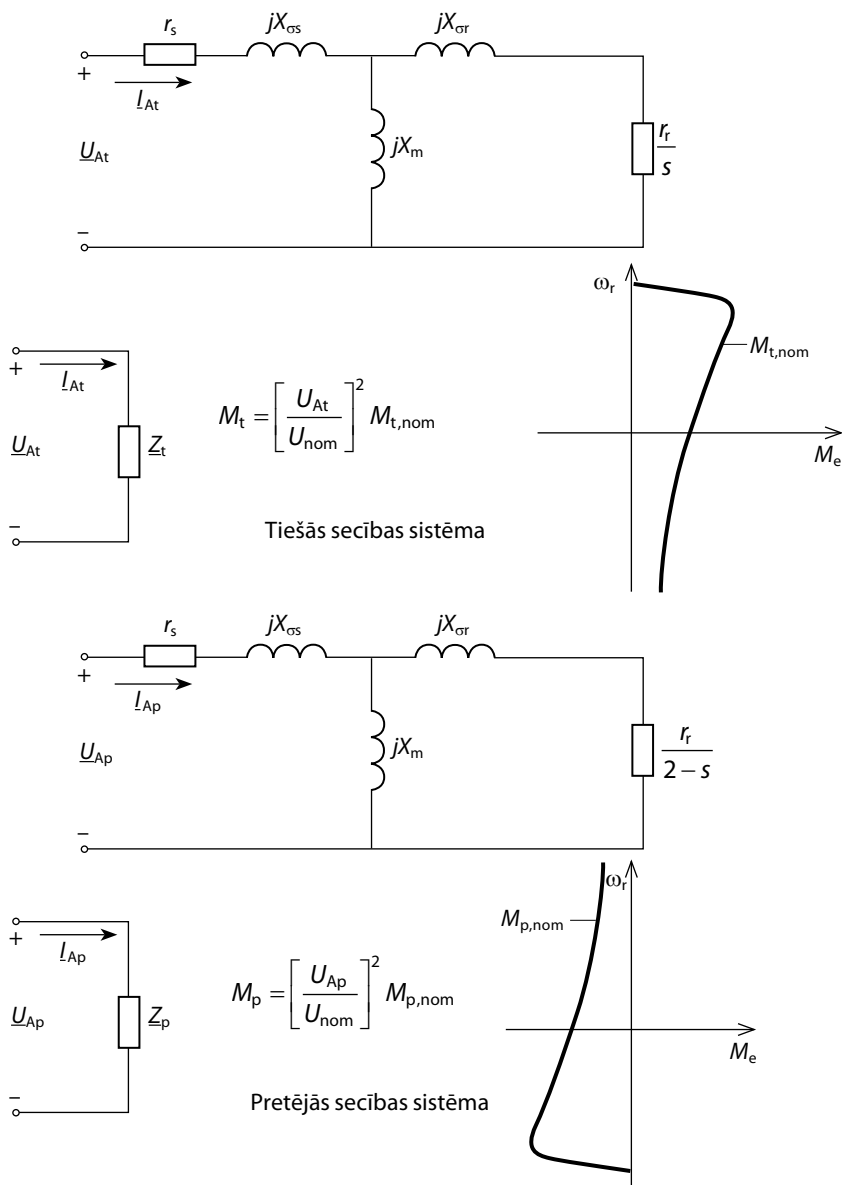 r_s jX_σs jX_σr
+ I_At
U_At jX_m r_r/s
−
ω_r
M_t,nom
M_e
+ I_At
U_At Z_t
−
M_t = [U_At/U_nom]² M_t,nom
Tiešās secības sistēma
r_s jX_σs jX_σr
+ I_Ap
U_Ap jX_m r_r/(2 − s)
−
ω_r
M_p,nom
M_e
+ I_Ap
U_Ap Z_p
−
M_p = [U_Ap/U_nom]² M_p,nom
Pretējās secības sistēma